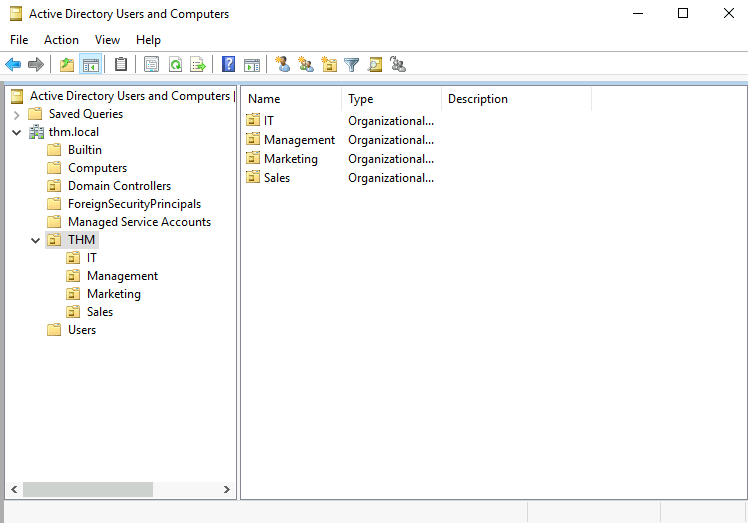 Active Directory Users and Computers
File Action View Help
Active Directory Users and Computers
Saved Queries
thm.local
Builtin
Computers
Domain Controllers
ForeignSecurityPrincipals
Managed Service Accounts
THM
IT
Management
Marketing
Sales
Users
Name Type Description
IT Organizational...
Management Organizational...
Marketing Organizational...
Sales Organizational...